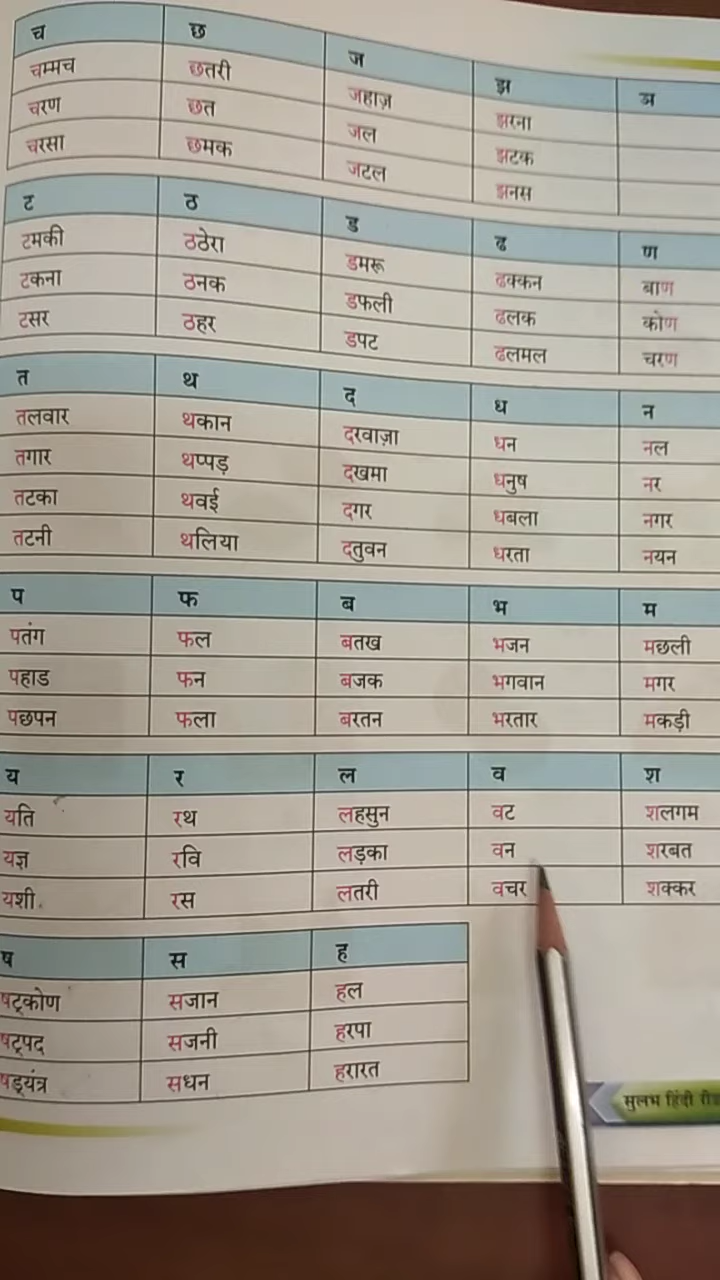 च छ ज झ ञ
चम्मच छतरी जहाज़ झरना
चरण छत जल झटक
चरसा छमक जटल झनस
ट ठ ड ढ ण
टमकी ठठेरा डमरू ढक्कन बाण
टकना ठनक डफली ढलक कोण
टसर ठहर डपट ढलमल चरण
त थ द ध न
तलवार थकान दरवाज़ा धन नल
तगार थप्पड़ दखमा धनुष नर
तटका थवई दगर धबला नगर
तटनी थलिया दतुवन धरता नयन
प फ ब भ म
पतंग फल बतख भजन मछली
पहाड फन बजक भगवान मगर
पछपन फला बरतन भरतार मकड़ी
य र ल व श
यति रथ लहसुन वट शलगम
यज्ञ रवि लड़का वन शरबत
यशी रस लतरी वचर शक्कर
ष स ह
षट्कोण सजान हल
षट्पद सजनी हरपा
षड्यंत्र सधन हरारत
सुलभ हिंदी